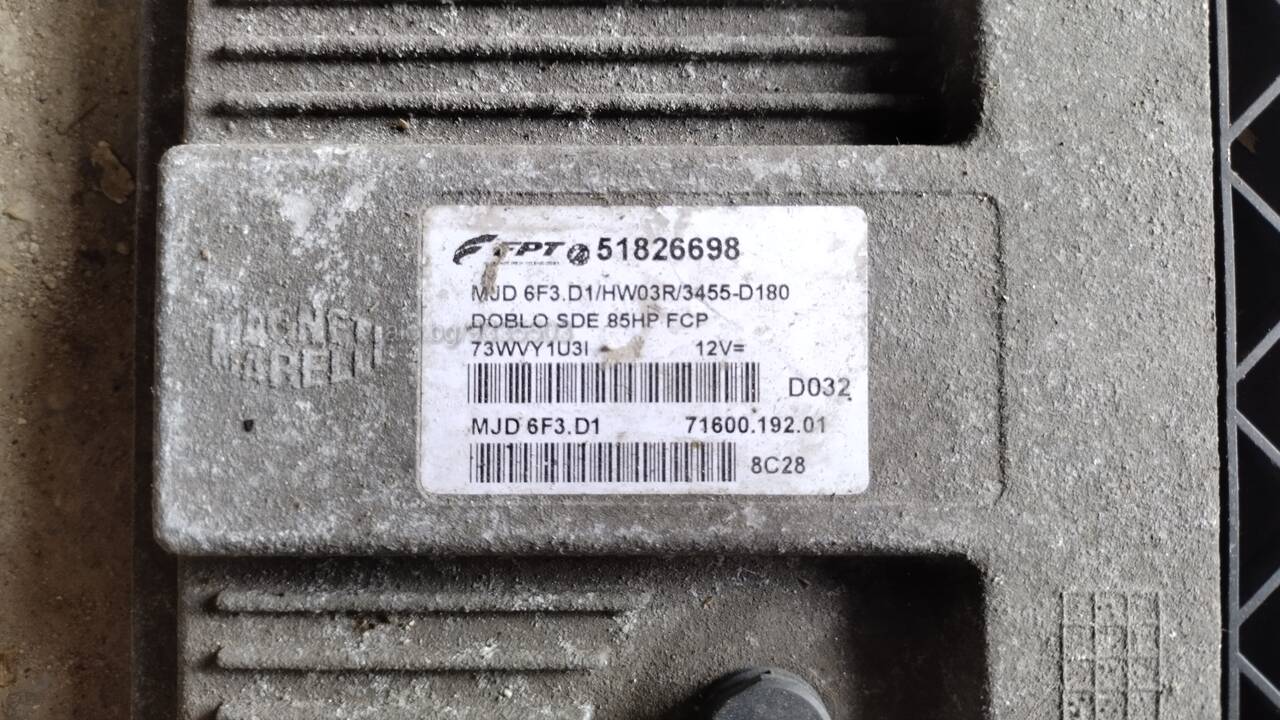 MAGNETI
MARELLI
FPT 51826698
MJD 6F3.D1/HW03R/3455-D180
DOBLO SDE 85HP FCP
73WVY1U3I 12V=
D032
MJD 6F3.D1 71600.192.01
8C28